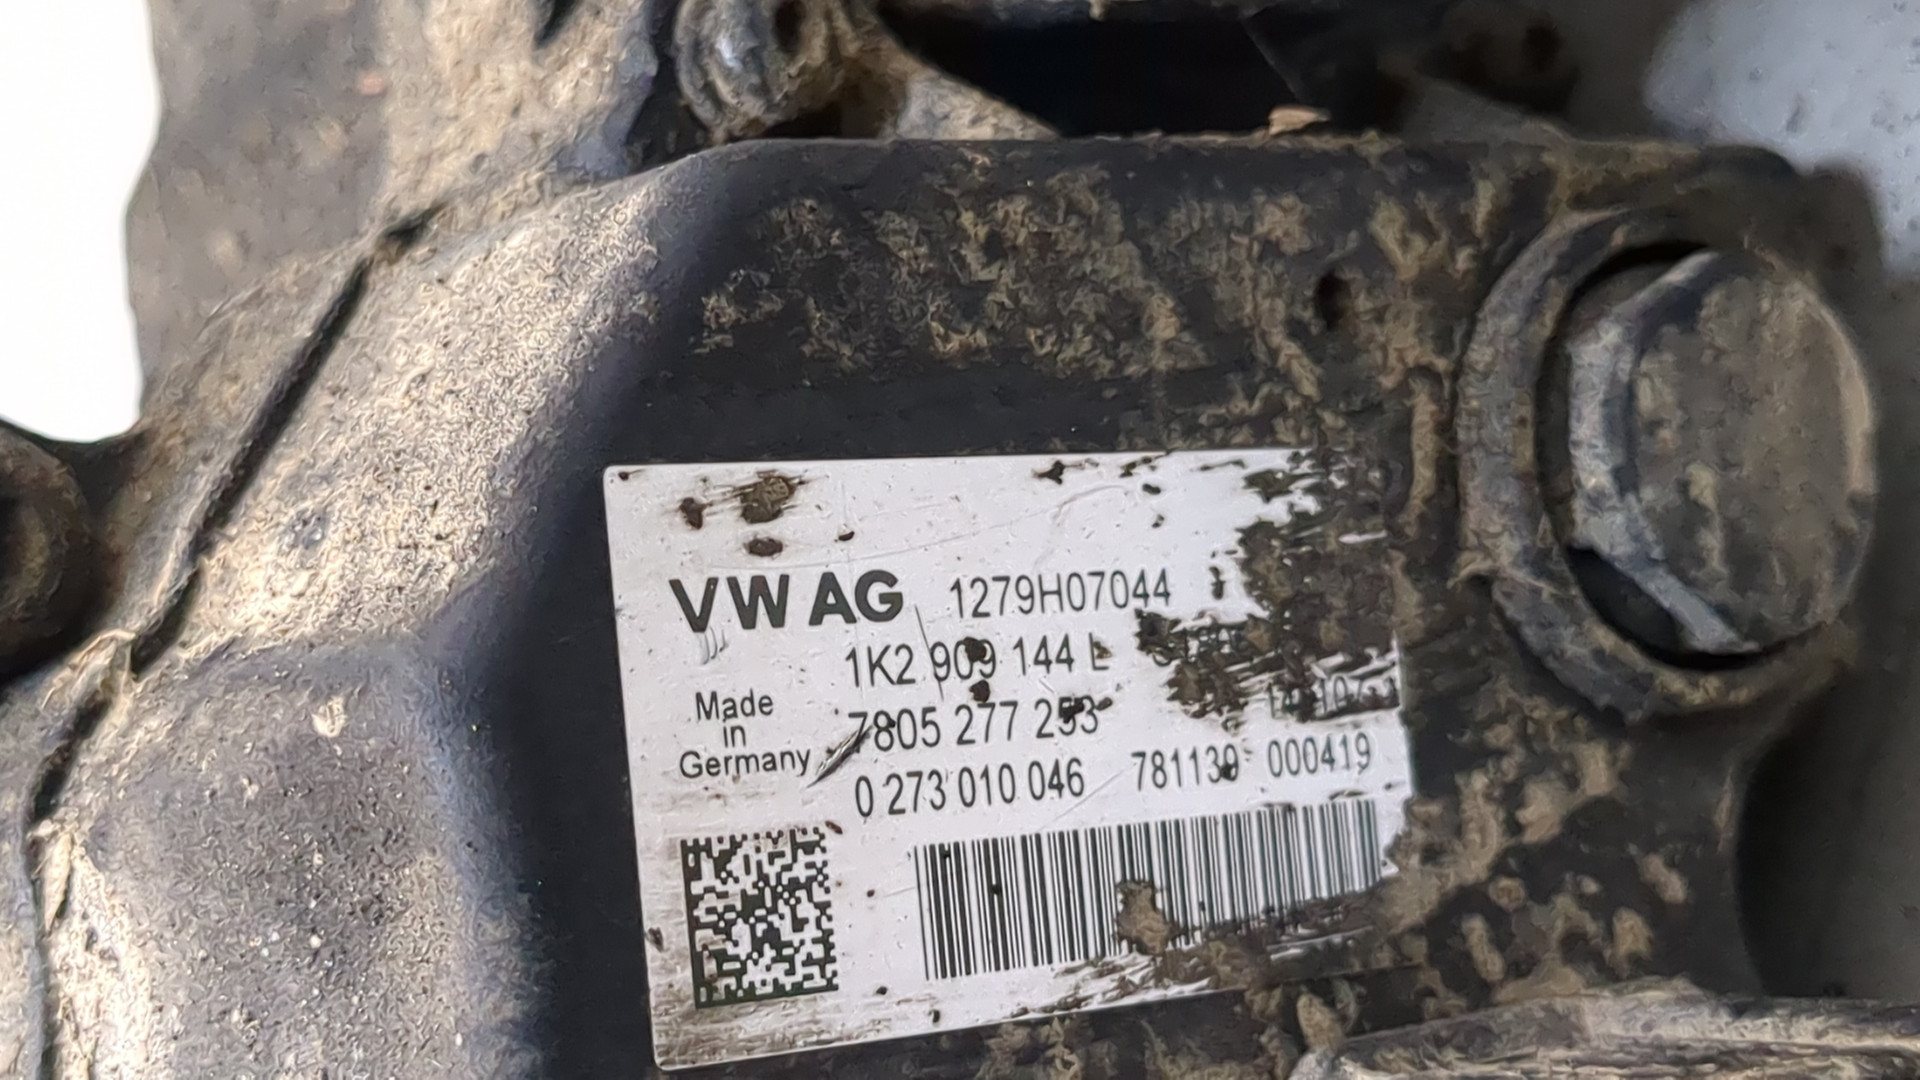 VW AG 1279H07044
1K2 909 144 L
Made
in
Germany
7805 277 253
0 273 010 046 781139 000419